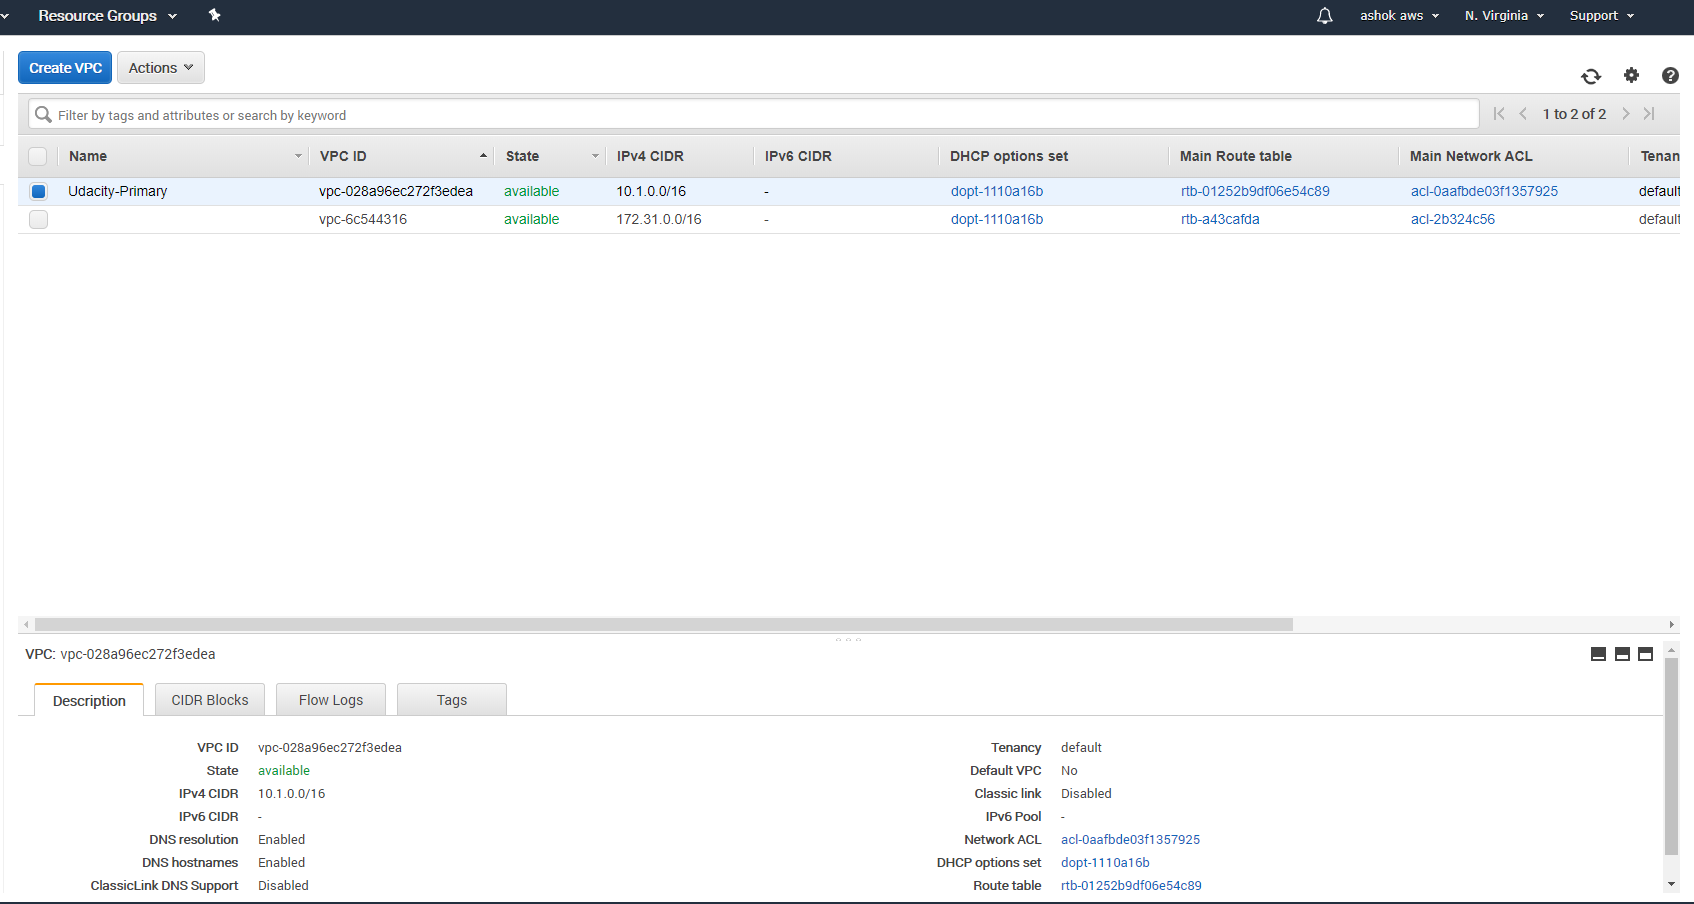 Resource Groups ashok aws N. Virginia Support
Create VPC Actions
Filter by tags and attributes or search by keyword 1 to 2 of 2
Name VPC ID State IPv4 CIDR IPv6 CIDR DHCP options set Main Route table Main Network ACL Tenan
Udacity-Primary vpc-028a96ec272f3edea available 10.1.0.0/16 - dopt-1110a16b rtb-01252b9df06e54c89 acl-0aafbde03f1357925 default
vpc-6c544316 available 172.31.0.0/16 - dopt-1110a16b rtb-a43cafda acl-2b324c56 default
VPC: vpc-028a96ec272f3edea
Description CIDR Blocks Flow Logs Tags
VPC ID vpc-028a96ec272f3edea Tenancy default
State available Default VPC No
IPv4 CIDR 10.1.0.0/16 Classic link Disabled
IPv6 CIDR - IPv6 Pool -
DNS resolution Enabled Network ACL acl-0aafbde03f1357925
DNS hostnames Enabled DHCP options set dopt-1110a16b
ClassicLink DNS Support Disabled Route table rtb-01252b9df06e54c89